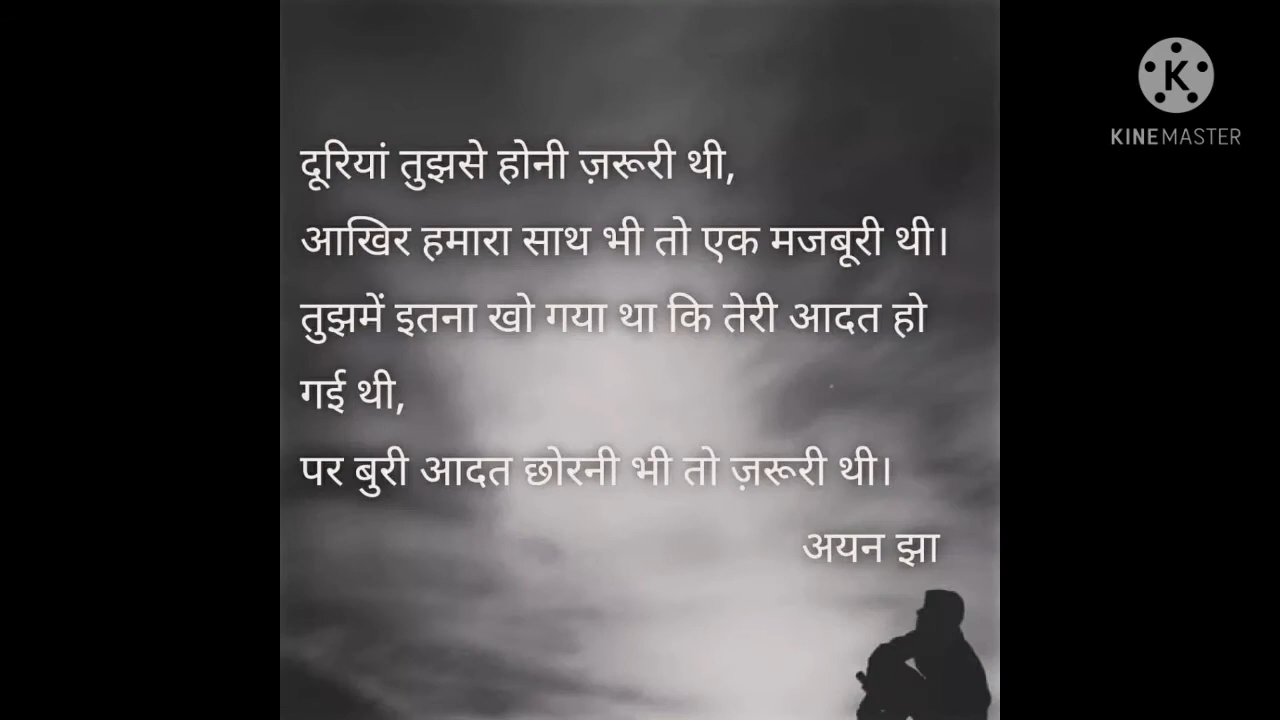 दूरियां तुझसे होनी ज़रूरी थी,
आखिर हमारा साथ भी तो एक मजबूरी थी।
तुझमें इतना खो गया था कि तेरी आदत हो
गई थी,
पर बुरी आदत छोरनी भी तो ज़रूरी थी।
अयन झा
K
KINEMASTER